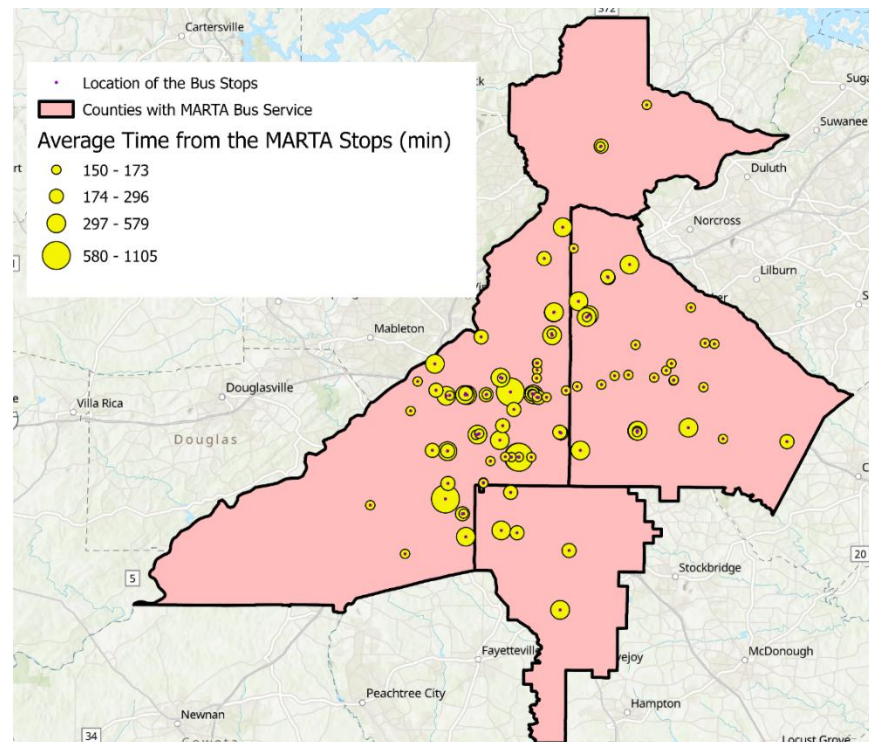 372
Cartersville
Location of the Bus Stops
Counties with MARTA Bus Service
Average Time from the MARTA Stops (min)
150 - 173
174 - 296
297 - 579
580 - 1105
Suwanee
Duluth
Norcross
Lilburn
Mableton
Douglasville
Villa Rica
Douglas
5
20
Stockbridge
McDonough
Fayetteville
Peachtree City
Hampton
Newnan
34
Coweta
Locust Grove